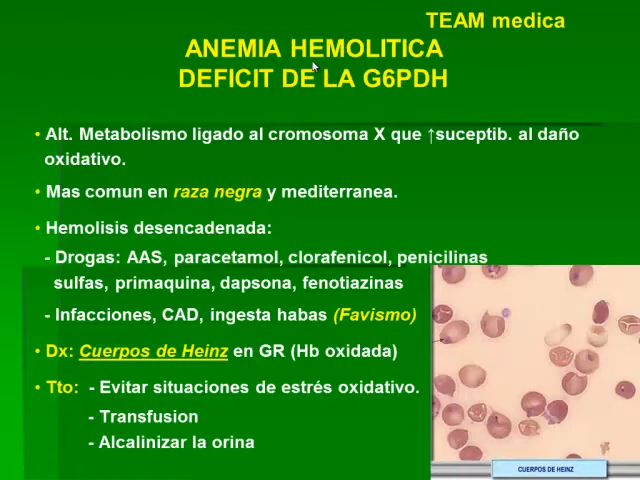 TEAM medica
ANEMIA HEMOLITICA
DEFICIT DE LA G6PDH
• Alt. Metabolismo ligado al cromosoma X que ↑suceptib. al daño
oxidativo.
• Mas comun en raza negra y mediterranea.
• Hemolisis desencadenada:
- Drogas: AAS, paracetamol, clorafenicol, penicilinas
sulfas, primaquina, dapsona, fenotiazinas
- Infacciones, CAD, ingesta habas (Favismo)
• Dx: Cuerpos de Heinz en GR (Hb oxidada)
• Tto: - Evitar situaciones de estrés oxidativo.
- Transfusion
- Alcalinizar la orina
CUERPOS DE HEINZ